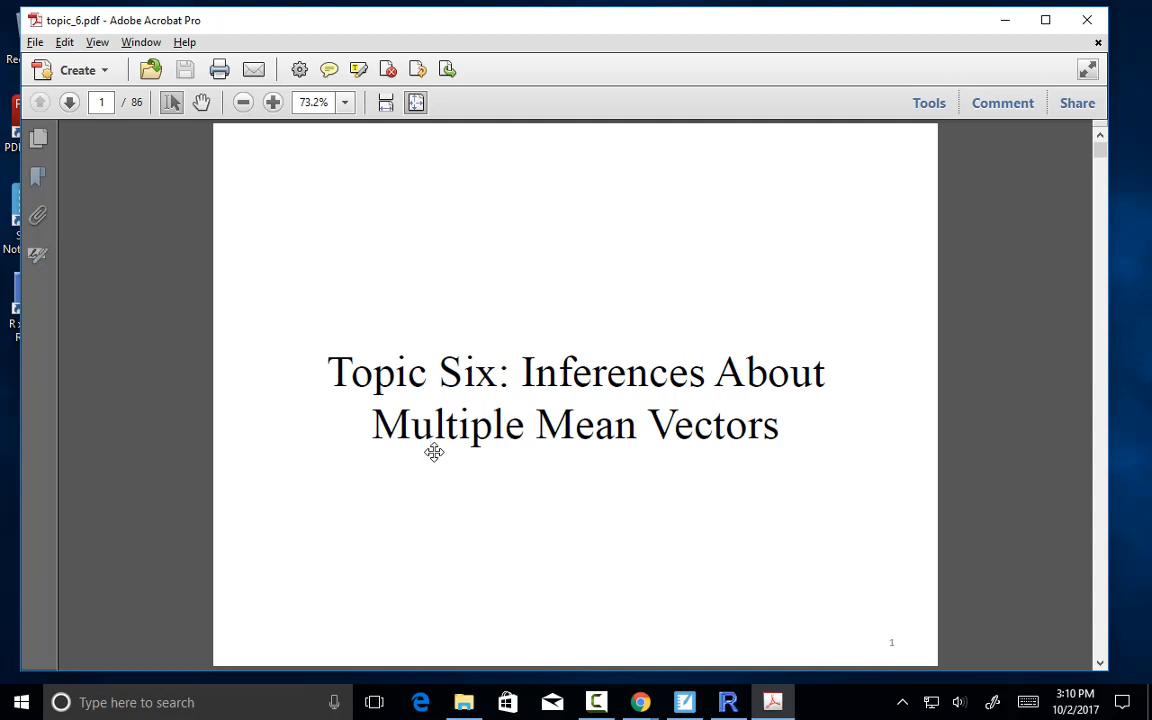 topic_6.pdf - Adobe Acrobat Pro
File Edit View Window Help
Create
1 / 86 73.2% Tools Comment Share
Topic Six: Inferences About
Multiple Mean Vectors
1
Type here to search
3:10 PM
10/2/2017